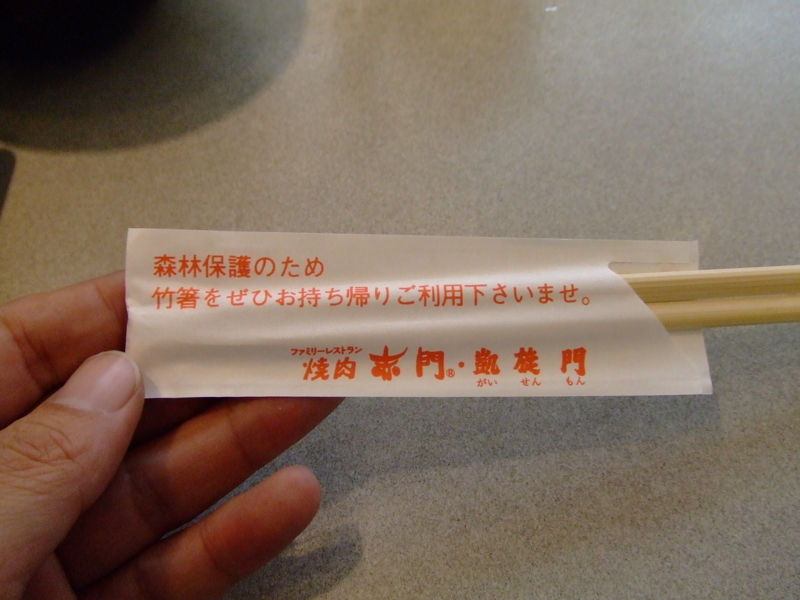 森林保護のため
竹箸をぜひお持ち帰りご利用下さいませ。
ファミリーレストラン
焼肉 赤門®・凱旋門
がい せん もん